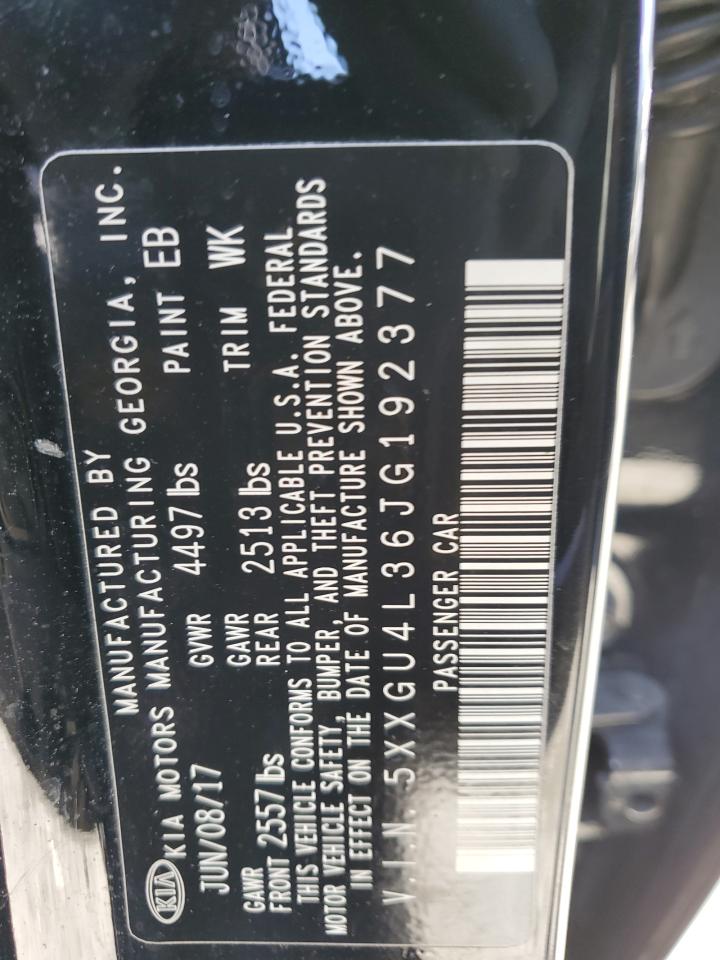 MANUFACTURED BY
KIA KIA MOTORS MANUFACTURING GEORGIA, INC.
JUN/08/17 GVWR 4497 lbs PAINT EB
GAWR FRONT 2557 lbs GAWR REAR 2513 lbs TRIM WK
THIS VEHICLE CONFORMS TO ALL APPLICABLE U.S.A. FEDERAL
MOTOR VEHICLE SAFETY, BUMPER, AND THEFT PREVENTION STANDARDS
IN EFFECT ON THE DATE OF MANUFACTURE SHOWN ABOVE.
V.I.N. 5XXGU4L36JG192377
PASSENGER CAR